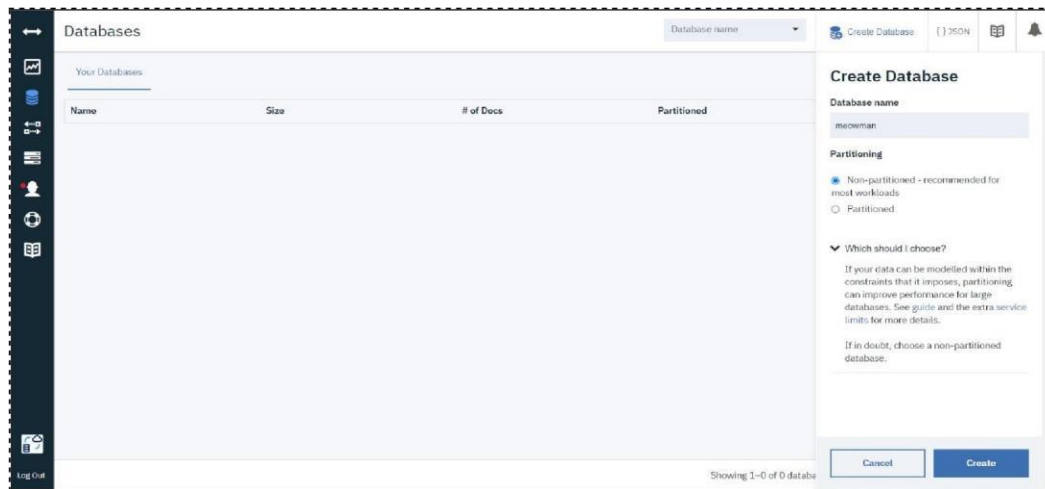 Databases
Database name
Create Database
{ } JSON
Your Databases
Name Size # of Docs Partitioned
Create Database
Database name
meowman
Partitioning
Non-partitioned - recommended for
most workloads
Partitioned
Which should I choose?
If your data can be modelled within the
constraints that it imposes, partitioning
can improve performance for large
databases. See guide and the extra service
limits for more details.
If in doubt, choose a non-partitioned
database.
Cancel
Create
Log Out
Showing 1–0 of 0 databa